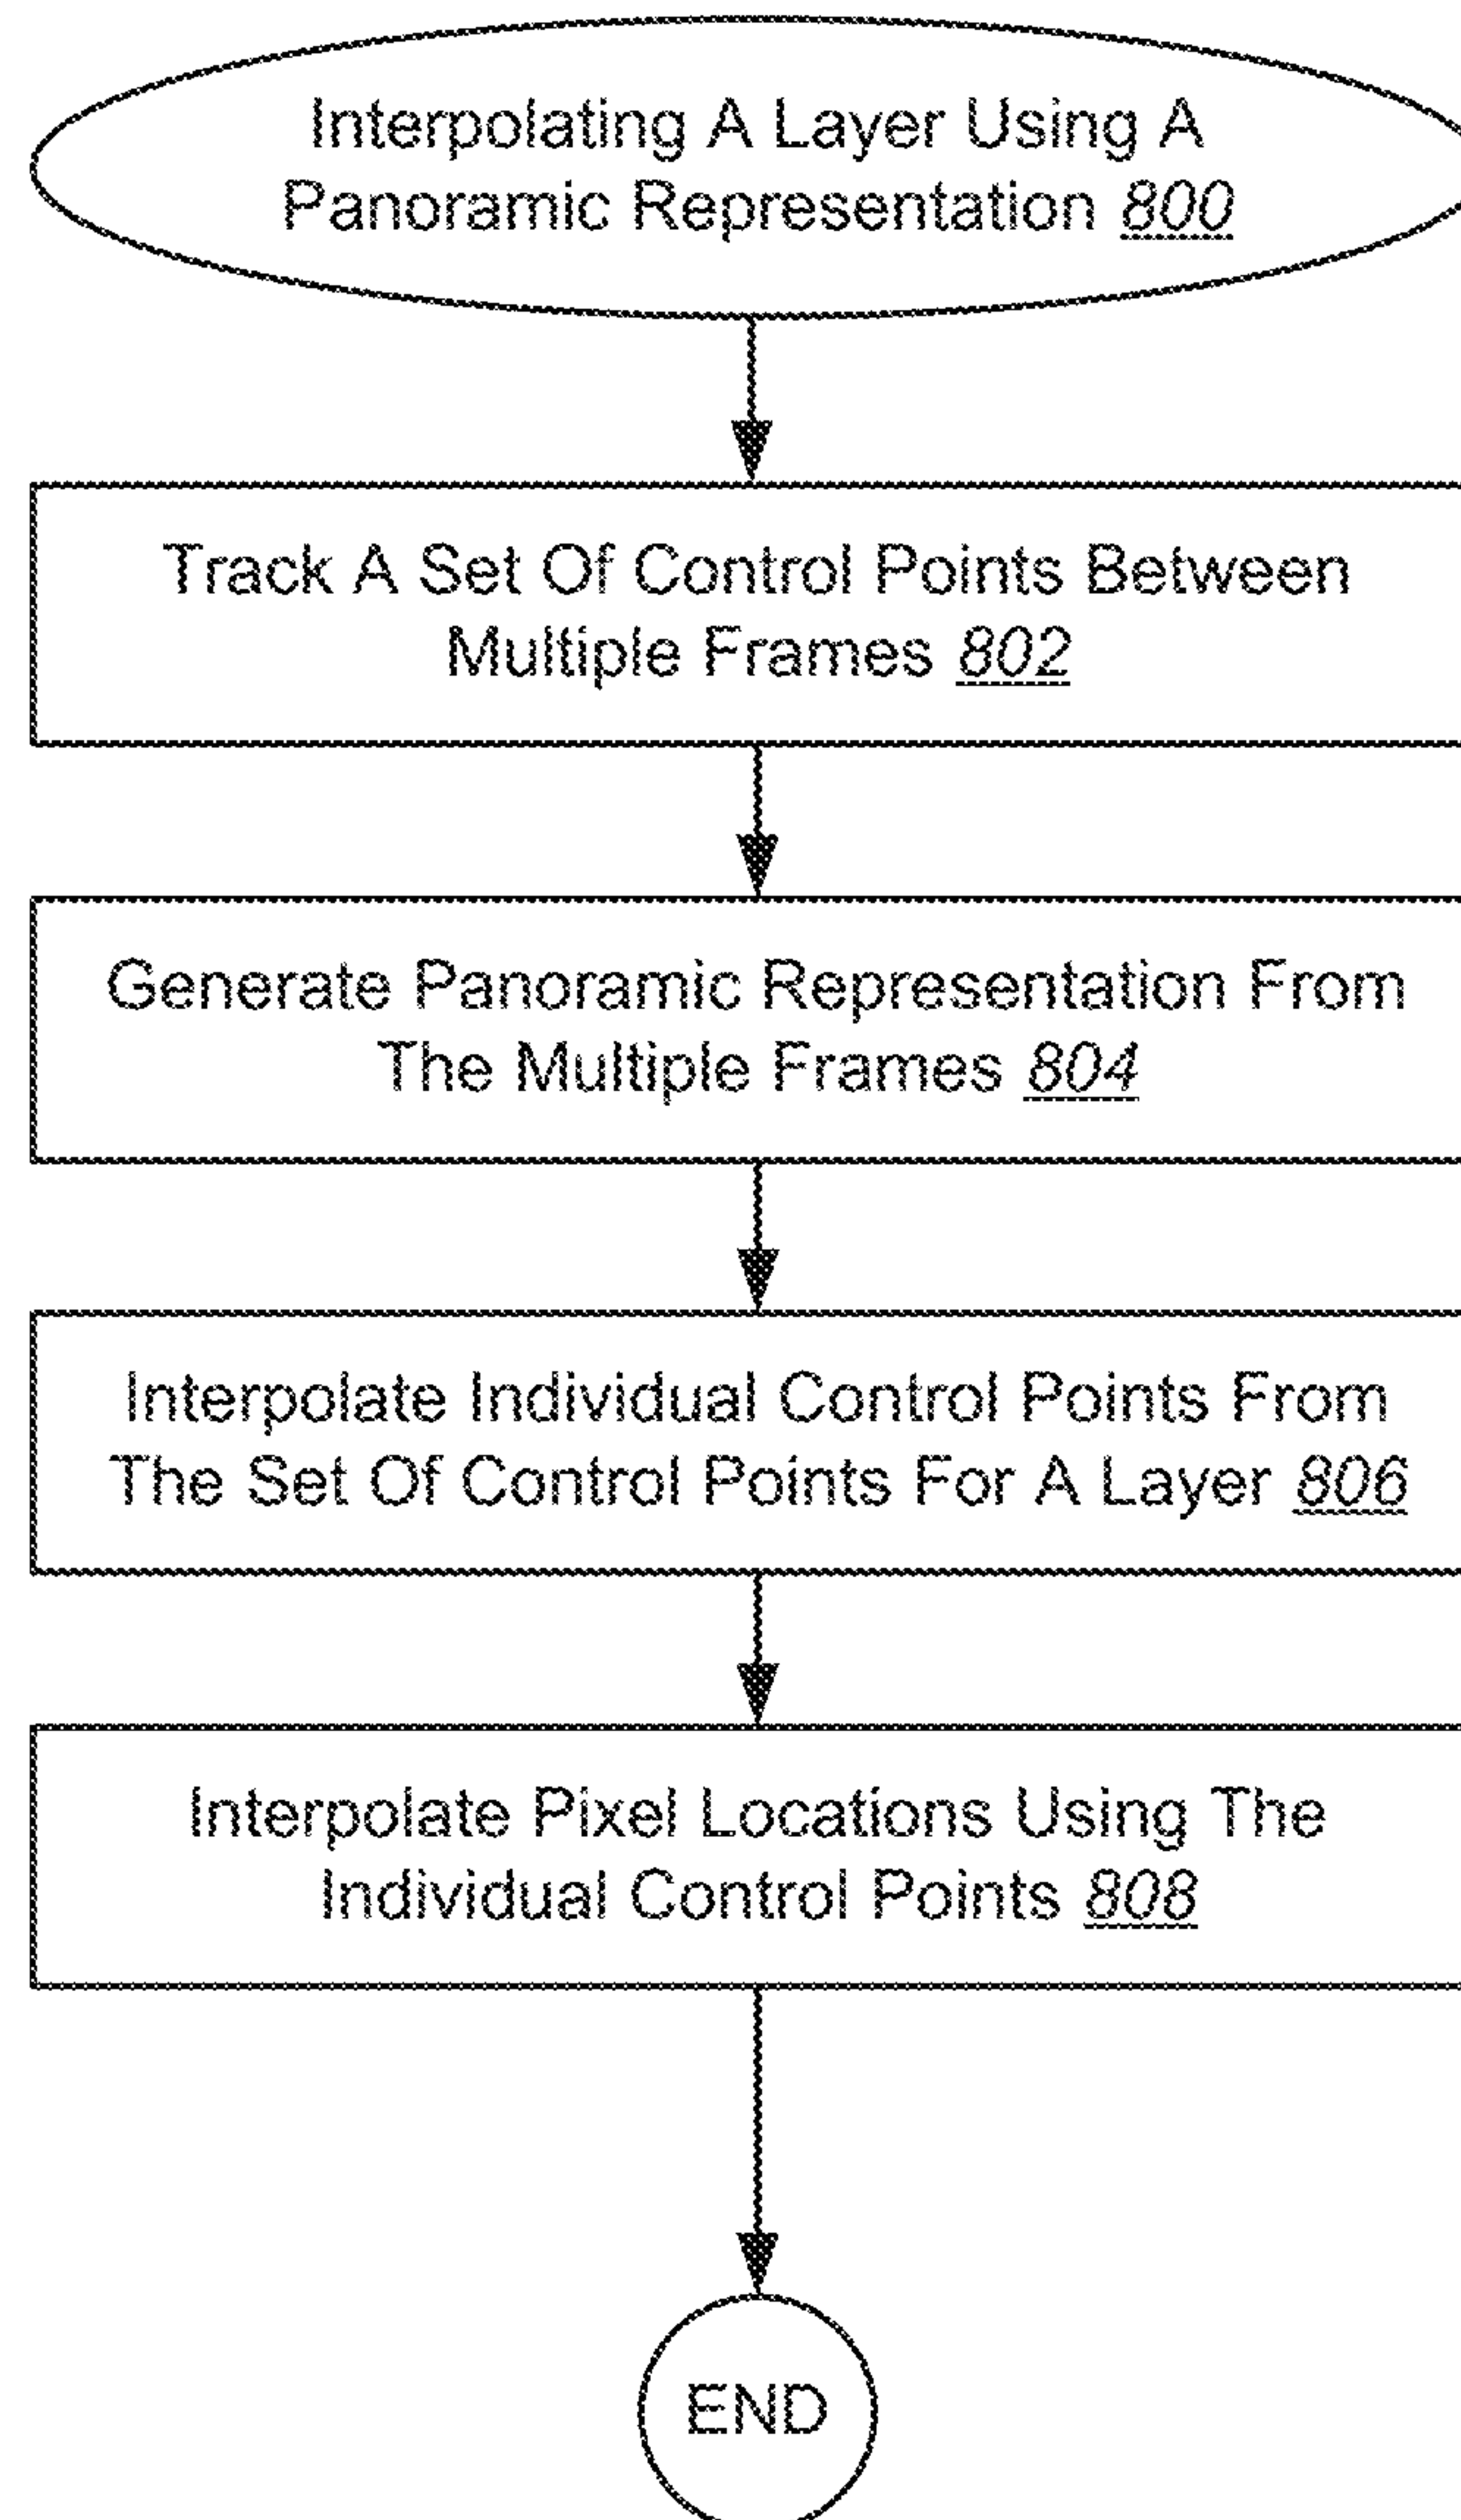 Interpolating A Layer Using A
Panoramic Representation 800
Track A Set Of Control Points Between
Multiple Frames 802
Generate Panoramic Representation From
The Multiple Frames 804
Interpolate Individual Control Points From
The Set Of Control Points For A Layer 806
Interpolate Pixel Locations Using The
Individual Control Points 808
END